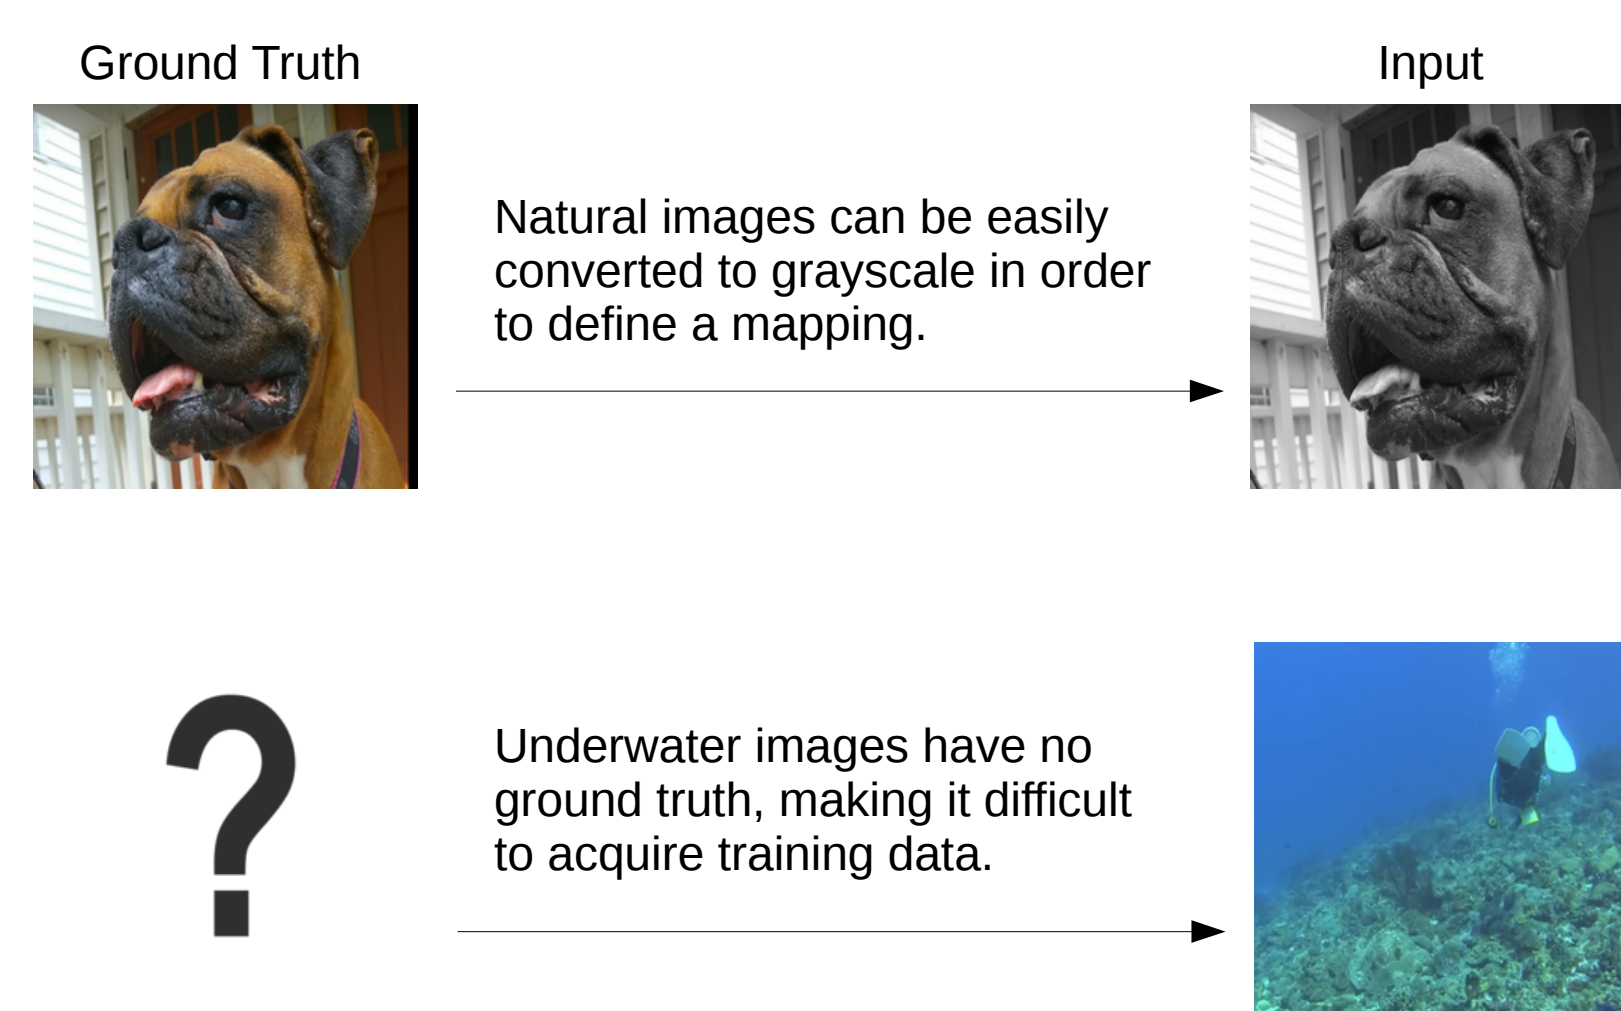 Ground Truth
Input
Natural images can be easily
converted to grayscale in order
to define a mapping.
?
Underwater images have no
ground truth, making it difficult
to acquire training data.